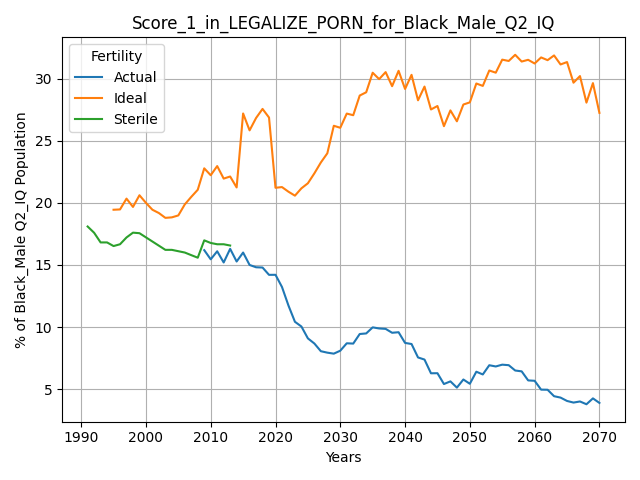 Score_1_in_LEGALIZE_PORN_for_Black_Male_Q2_IQ
Fertility
Actual
Ideal
Sterile
% of Black_Male Q2_IQ Population
30
25
20
15
10
5
1990 2000 2010 2020 2030 2040 2050 2060 2070
Years